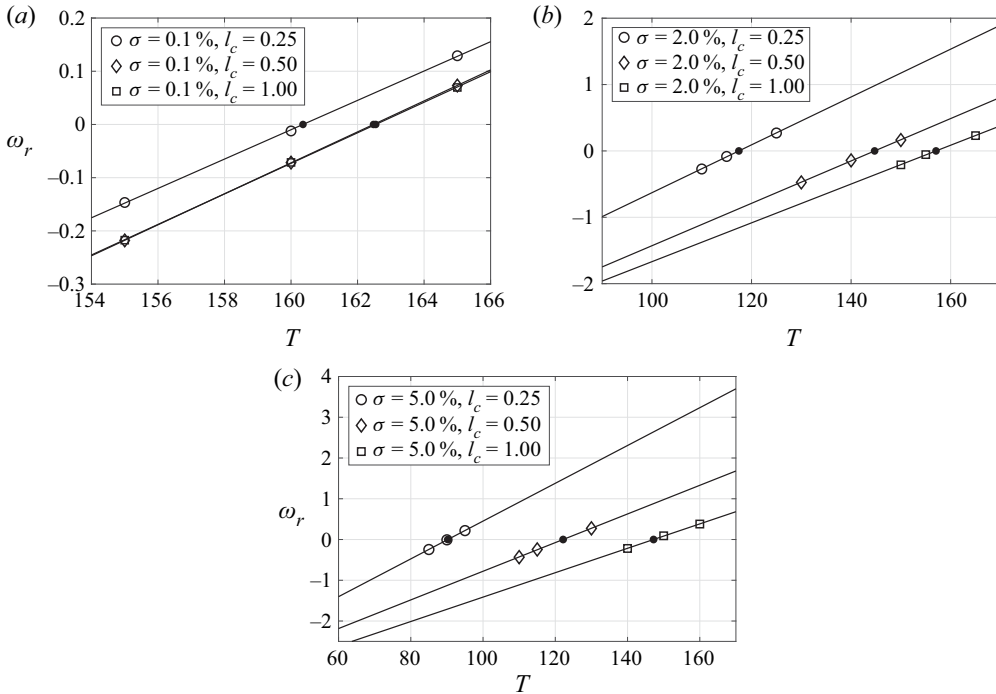 (a)
0.2
0.1
0
–0.1
–0.2
–0.3
ω_r
σ = 0.1 %, l_c = 0.25
σ = 0.1 %, l_c = 0.50
σ = 0.1 %, l_c = 1.00
154 156 158 160 162 164 166
T
(b)
2
1
0
–1
–2
σ = 2.0 %, l_c = 0.25
σ = 2.0 %, l_c = 0.50
σ = 2.0 %, l_c = 1.00
100 120 140 160
T
(c)
4
3
2
1
0
–1
–2
ω_r
σ = 5.0 %, l_c = 0.25
σ = 5.0 %, l_c = 0.50
σ = 5.0 %, l_c = 1.00
60 80 100 120 140 160
T